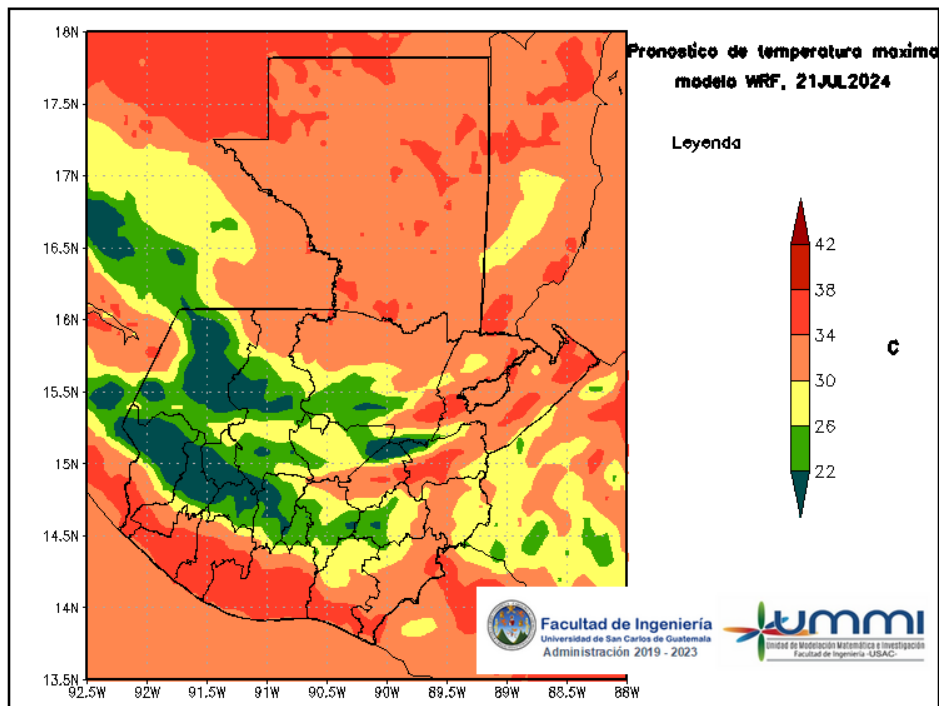 Pronostico de temperatura maxima
modelo WRF, 21JUL2024
Leyenda
42
38
34
30
26
22
C
18N
17.5N
17N
16.5N
16N
15.5N
15N
14.5N
14N
13.5N
92.5W 92W 91.5W 91W 90.5W 90W 89.5W 89W 88.5W 88W
Facultad de Ingeniería
Universidad de San Carlos de Guatemala
Administración 2019 - 2023
ummi
Unidad de Modelación Matemática e Investigación
Facultad de Ingeniería -USAC-